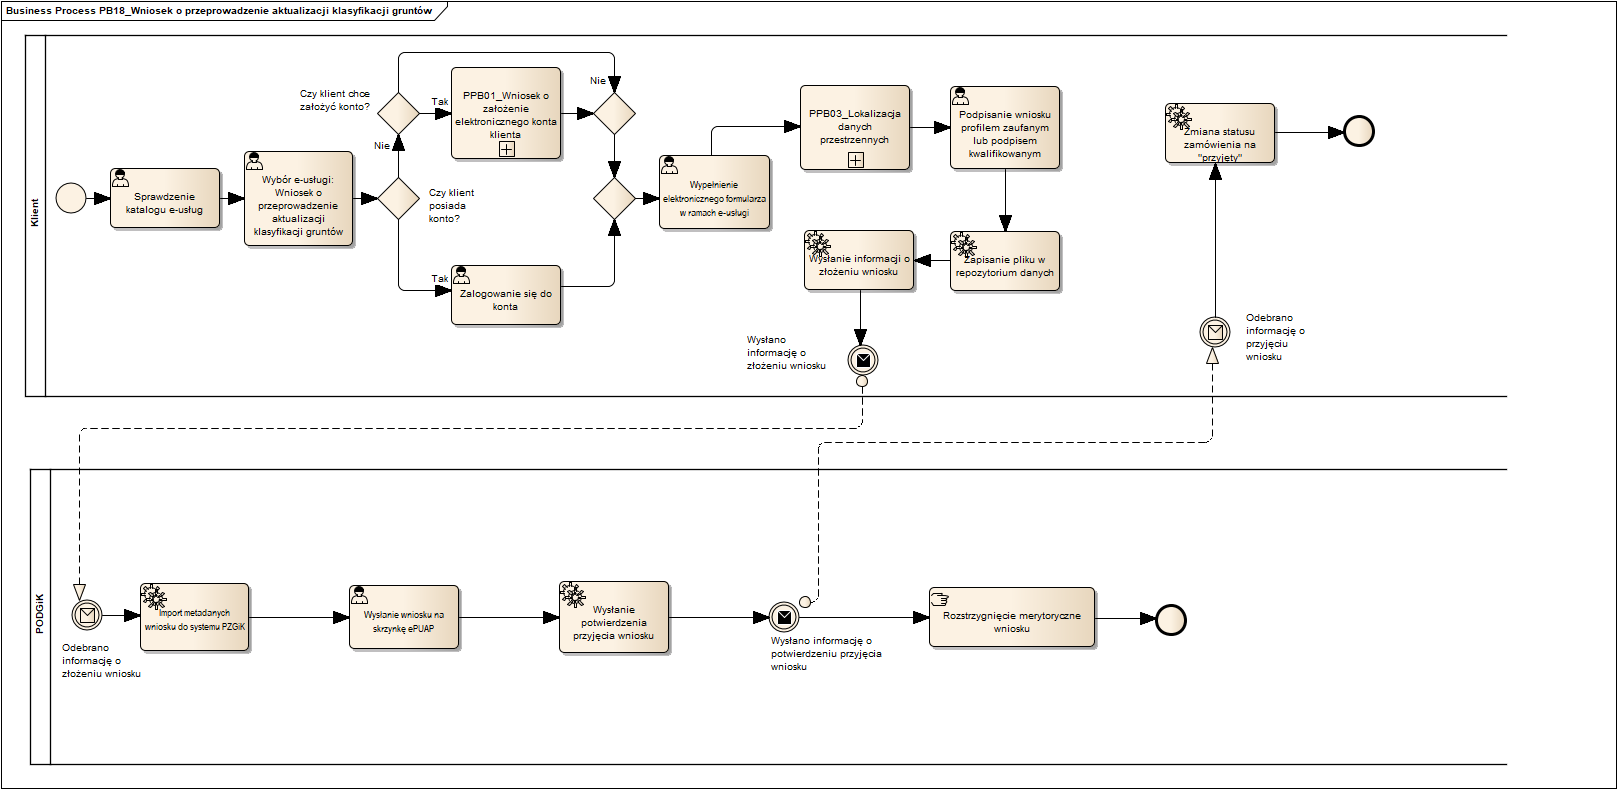 Business Process PB18_Wniosek o przeprowadzenie aktualizacji klasyfikacji gruntów
Klient
Sprawdzenie
katalogu e-usług
Wybór e-usługi:
Wniosek o
przeprowadzenie
aktualizacji
klasyfikacji gruntów
Czy klient chce
założyć konto?
Nie
Tak
Czy klient
posiada
konto?
Tak
PPB01_Wniosek o
założenie
elektronicznego konta
klienta
Nie
Zalogowanie się do
konta
Wypełnienie
elektronicznego formularza
w ramach e-usługi
PPB03_Lokalizacja
danych
przestrzennych
Podpisanie wniosku
profilem zaufanym
lub podpisem
kwalifikowanym
Zapisanie pliku w
repozytorium danych
Wysłanie informacji o
złożeniu wniosku
Wysłano
informację o
złożeniu wniosku
Zmiana statusu
zamówienia na
"przyjęty"
Odebrano
informację o
przyjęciu
wniosku
PODGiK
Odebrano
informację o
złożeniu wniosku
Import metadanych
wniosku do systemu PZGiK
Wysłanie wniosku na
skrzynkę ePUAP
Wysłanie
potwierdzenia
przyjęcia wniosku
Wysłano informację o
potwierdzeniu przyjęcia
wniosku
Rozstrzygnięcie merytoryczne
wniosku